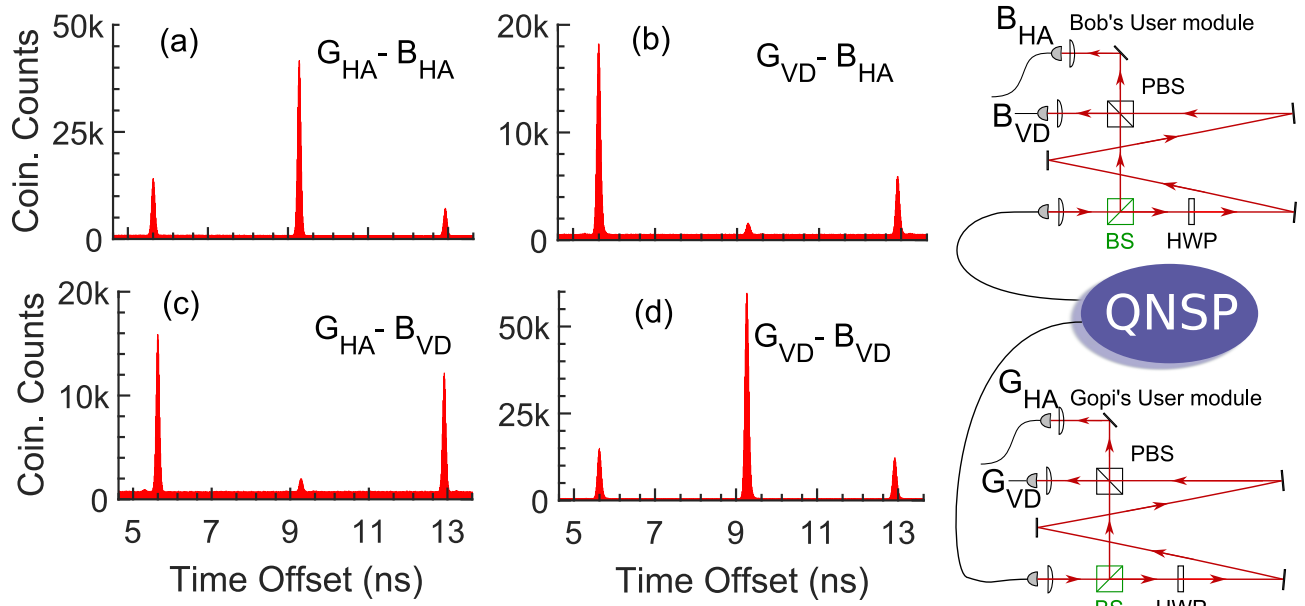 50k
25k
0
Coin. Counts
(a)
G_HA - B_HA
20k
10k
0
(b)
G_VD - B_HA
20k
10k
0
Coin. Counts
(c)
G_HA - B_VD
5 7 9 11 13
Time Offset (ns)
50k
25k
0
(d)
G_VD - B_VD
5 7 9 11 13
Time Offset (ns)
B_HA
Bob's User module
PBS
B_VD
BS
HWP
QNSP
G_HA
Gopi's User module
PBS
G_VD
BS
HWP